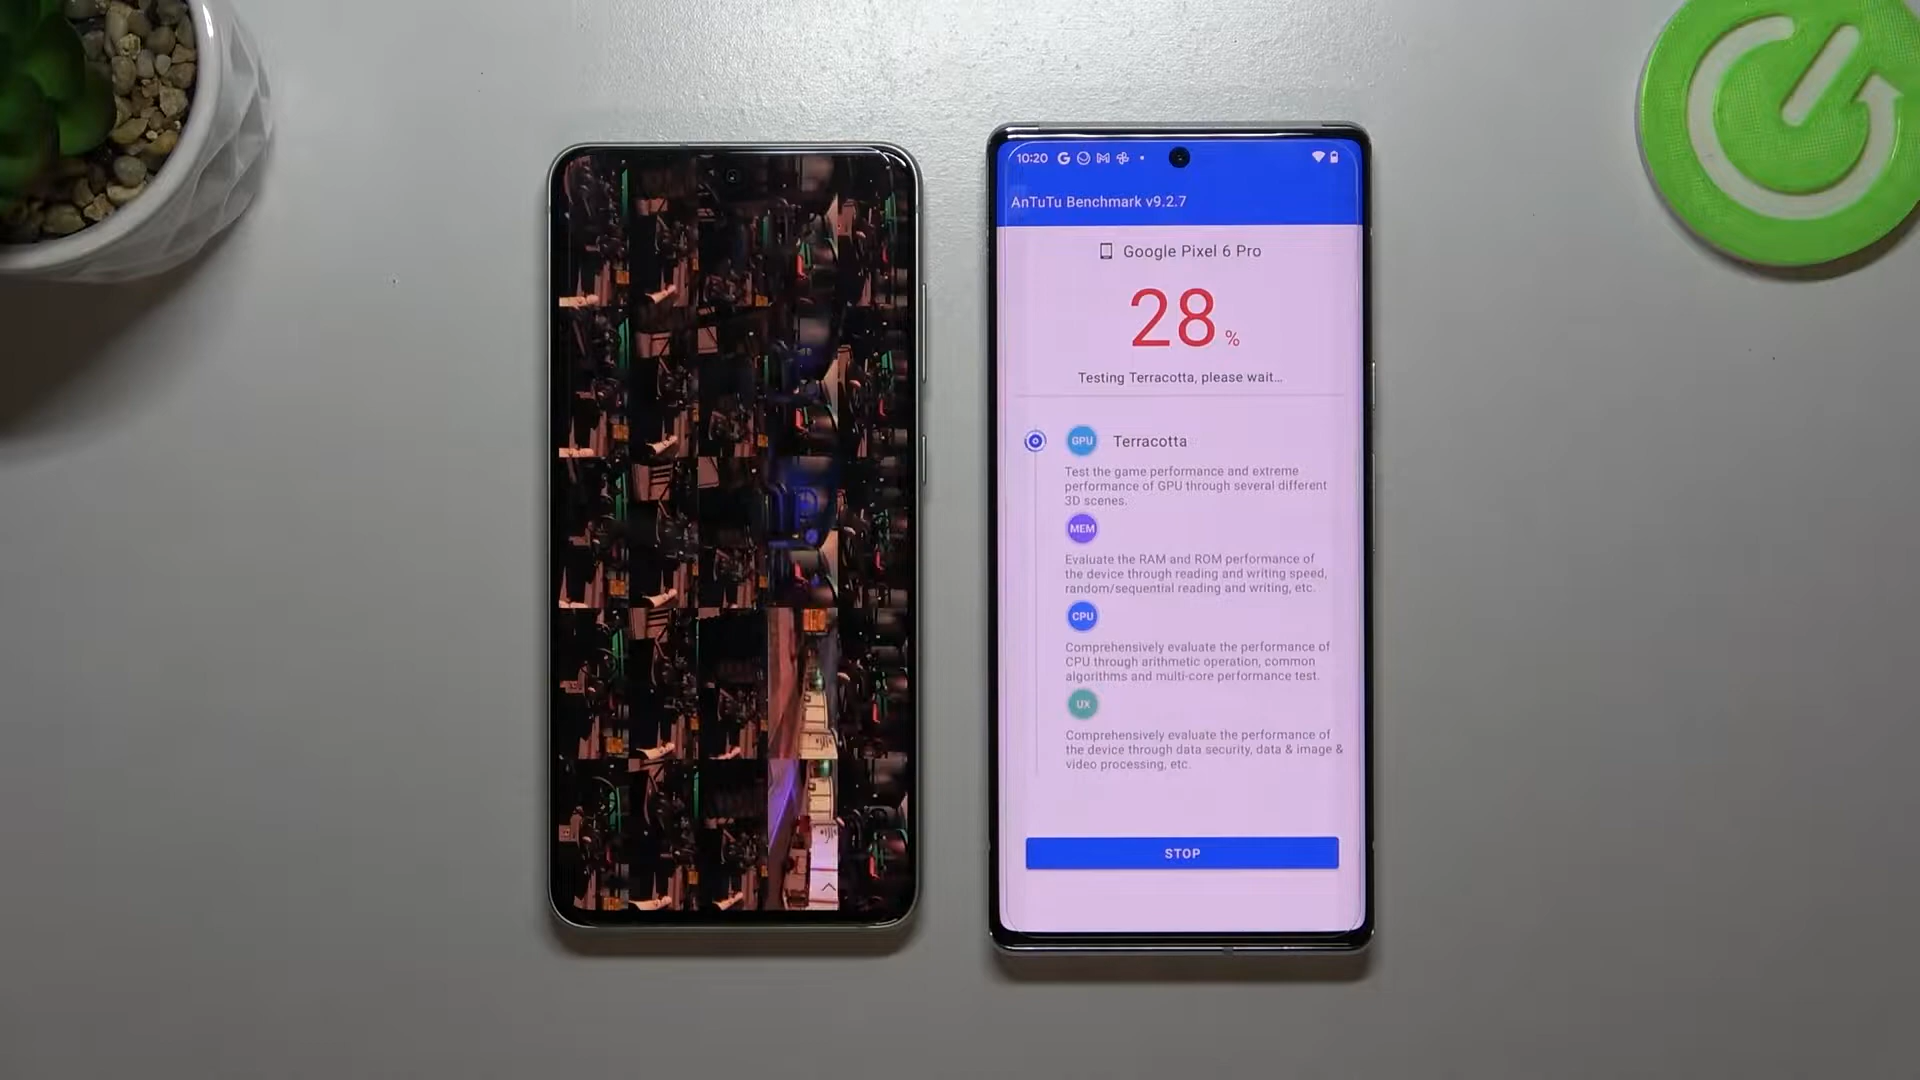 10:20
AnTuTu Benchmark v9.2.7
Google Pixel 6 Pro
28 %
Testing Terracotta, please wait...
GPU Terracotta
Test the game performance and extreme
performance of GPU through several different
3D scenes.
MEM
Evaluate the RAM and ROM performance of
the device through reading and writing speed,
random/sequential reading and writing, etc.
CPU
Comprehensively evaluate the performance of
CPU through arithmetic operation, common
algorithms and multi-core performance test.
UX
Comprehensively evaluate the performance of
the device through data security, data & image &
video processing, etc.
STOP